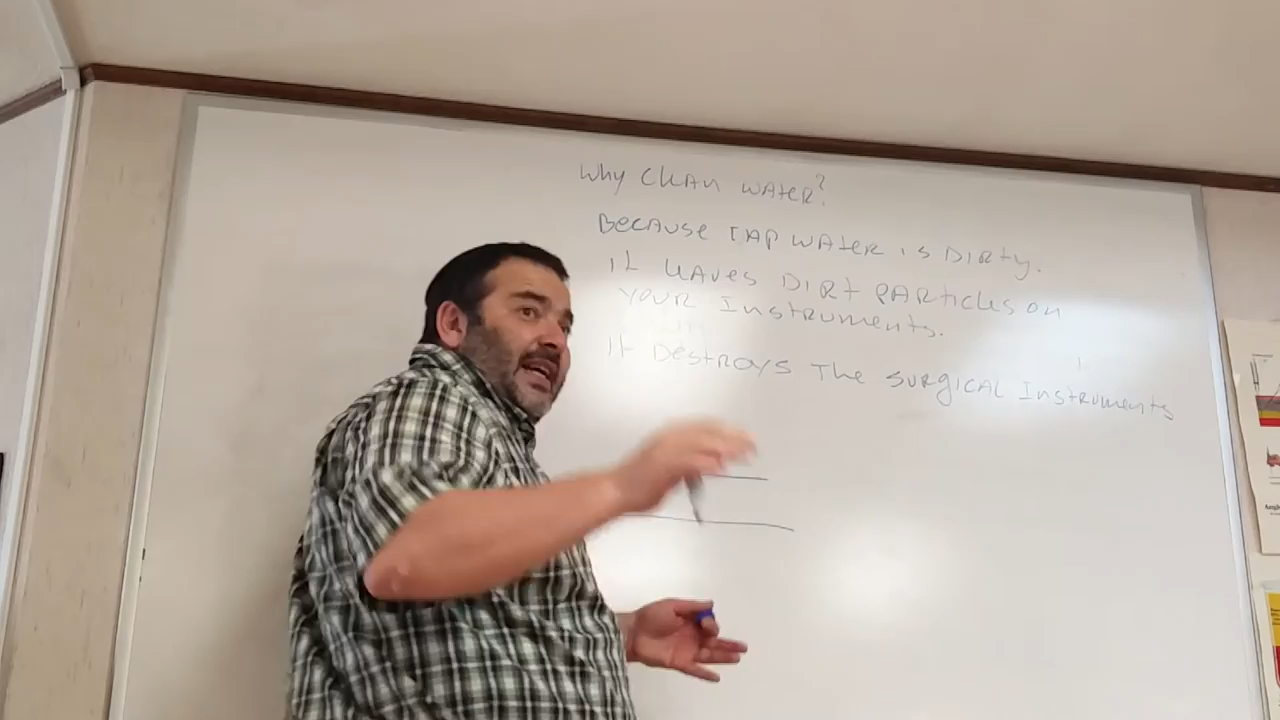 Why Clean Water?
Because Tap Water is Dirty.
it leaves Dirt particles on
your Instruments.
it Destroys The Surgical Instruments